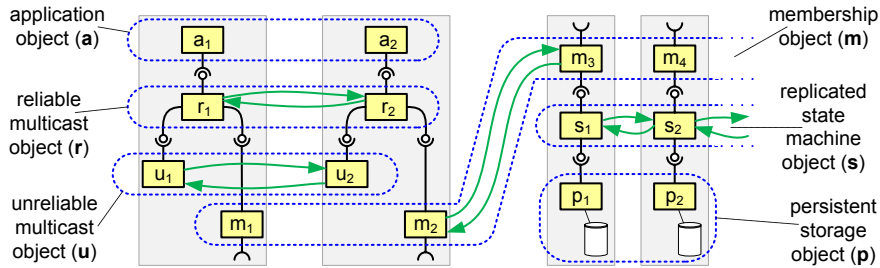 application
object (a)
reliable
multicast
object (r)
unreliable
multicast
object (u)
a1
a2
r1
r2
u1
u2
m1
m2
m3
m4
s1
s2
p1
p2
membership
object (m)
replicated
state
machine
object (s)
persistent
storage
object (p)